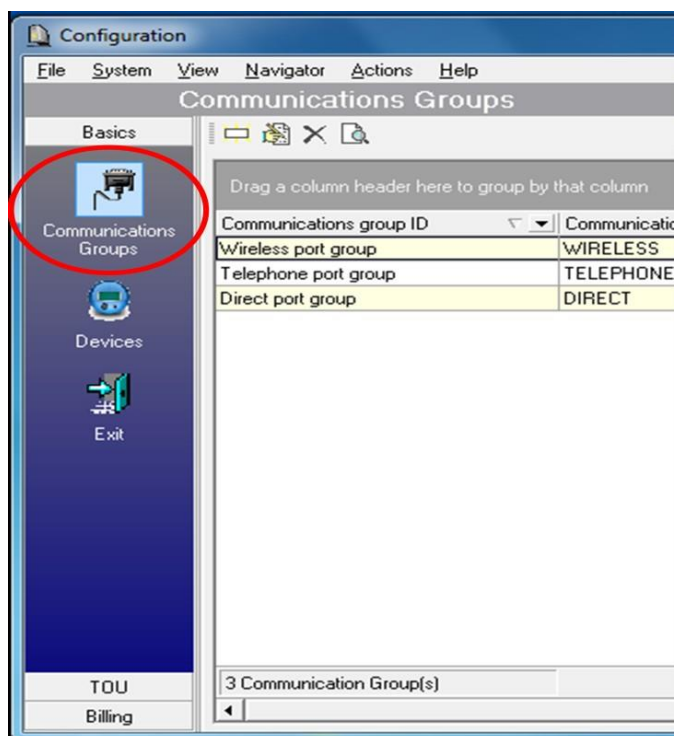 Configuration
File System View Navigator Actions Help
Communications Groups
Basics
Communications
Groups
Devices
Exit
TOU
Billing
Drag a column header here to group by that column
Communications group ID
Wireless port group WIRELESS
Telephone port group TELEPHONE
Direct port group DIRECT
3 Communication Group(s)